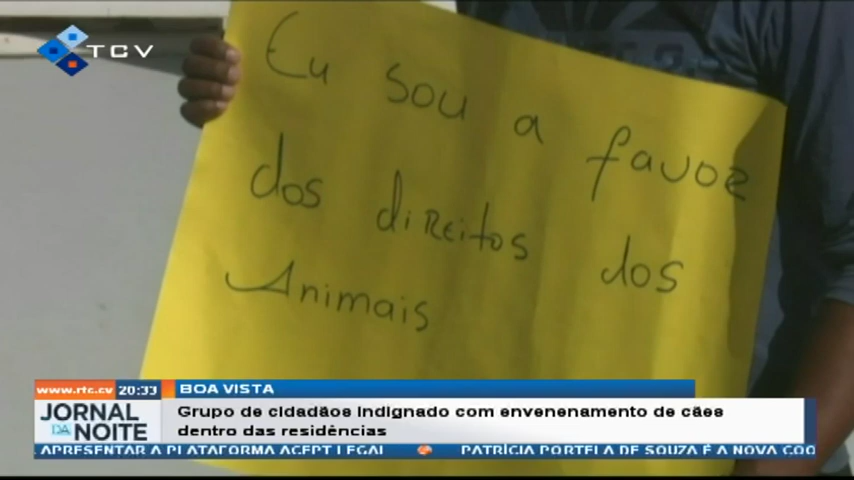 TCV
Eu sou a favor
dos direitos dos
Animais
www.rtc.cv 20:33 BOA VISTA
JORNAL DA NOITE
Grupo de cidadãos indignado com envenenamento de cães
dentro das residências
APRESENTAR A PLATAFORMA ACEPT LEGAL PATRÍCIA PORTELA DE SOUZA É A NOVA COO